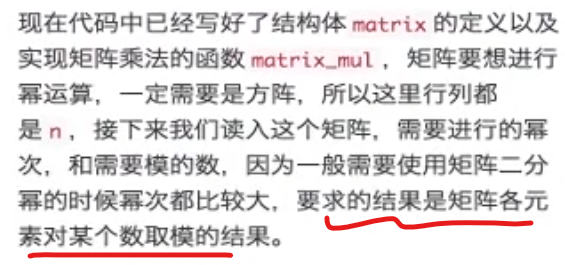 现在代码中已经写好了结构体 matrix 的定义以及
实现矩阵乘法的函数 matrix_mul ，矩阵要想进行
幂运算，一定需要是方阵，所以这里行列都
是 n ，接下来我们读入这个矩阵，需要进行的幂
次，和需要模的数，因为一般需要使用矩阵二分
幂的时候幂次都比较大，要求的结果是矩阵各元
素对某个数取模的结果。